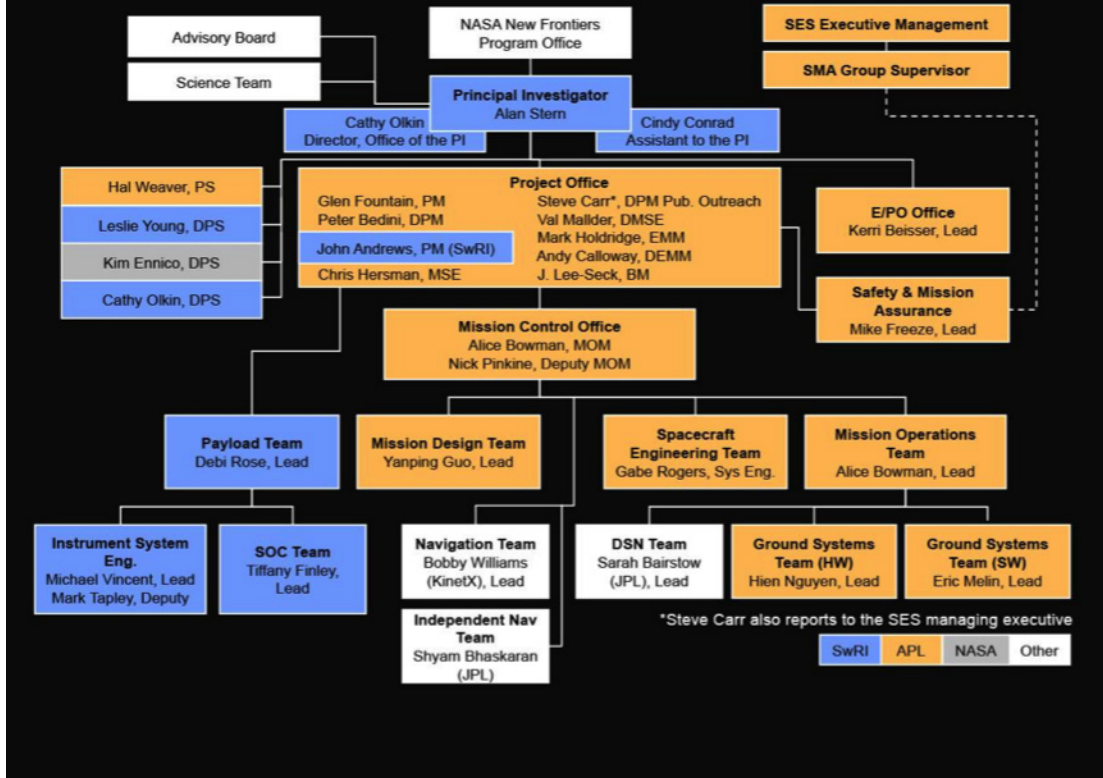 Advisory Board
Science Team
NASA New Frontiers
Program Office
SES Executive Management
SMA Group Supervisor
Principal Investigator
Alan Stern
Cathy Olkin
Director, Office of the PI
Cindy Conrad
Assistant to the PI
Hal Weaver, PS
Leslie Young, DPS
Kim Ennico, DPS
Cathy Olkin, DPS
Project Office
Glen Fountain, PM
Peter Bedini, DPM
John Andrews, PM (SwRI)
Chris Hersman, MSE
Steve Carr*, DPM Pub. Outreach
Val Mallder, DMSE
Mark Holdridge, EMM
Andy Calloway, DEMM
J. Lee-Seck, BM
E/PO Office
Kerri Beisser, Lead
Safety & Mission
Assurance
Mike Freeze, Lead
Mission Control Office
Alice Bowman, MOM
Nick Pinkine, Deputy MOM
Payload Team
Debi Rose, Lead
Mission Design Team
Yanping Guo, Lead
Spacecraft
Engineering Team
Gabe Rogers, Sys Eng.
Mission Operations
Team
Alice Bowman, Lead
Instrument System
Eng.
Michael Vincent, Lead
Mark Tapley, Deputy
SOC Team
Tiffany Finley,
Lead
Navigation Team
Bobby Williams
(KinetX), Lead
Independent Nav
Team
Shyam Bhaskaran
(JPL)
DSN Team
Sarah Bairstow
(JPL), Lead
Ground Systems
Team (HW)
Hien Nguyen, Lead
Ground Systems
Team (SW)
Eric Melin, Lead
*Steve Carr also reports to the SES managing executive
SwRI
APL
NASA
Other